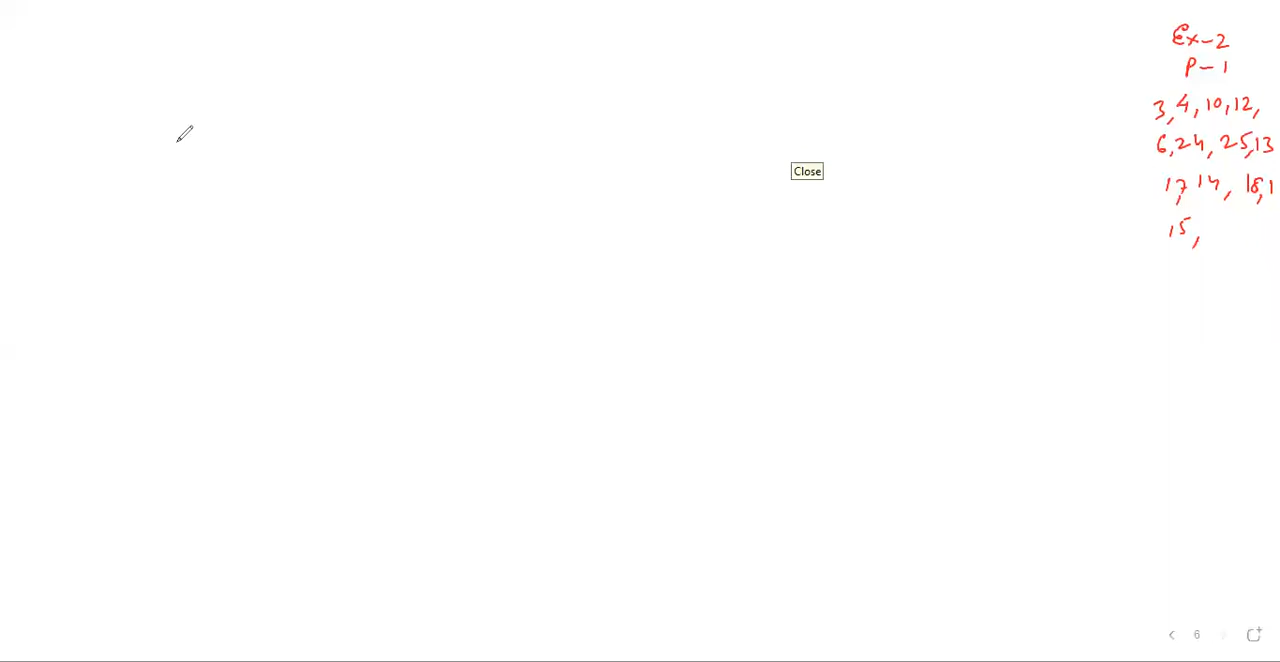 Ex-2
P-1
3, 4, 10, 12,
6, 24, 25, 13
17, 14, 18, 1
15,
Close
6